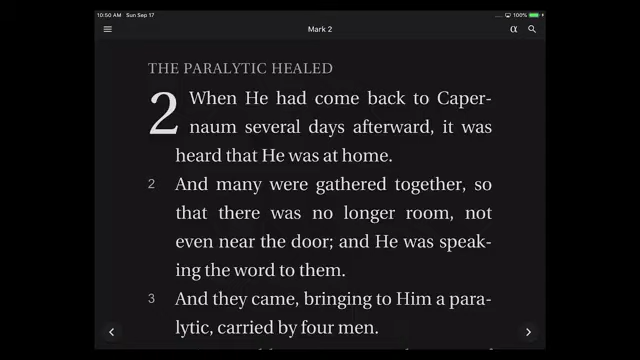 10:50 AM Sun Sep 17
100%
Mark 2
α
THE PARALYTIC HEALED
2 When He had come back to Caper-
naum several days afterward, it was
heard that He was at home.
2 And many were gathered together, so
that there was no longer room, not
even near the door; and He was speak-
ing the word to them.
3 And they came, bringing to Him a para-
lytic, carried by four men.